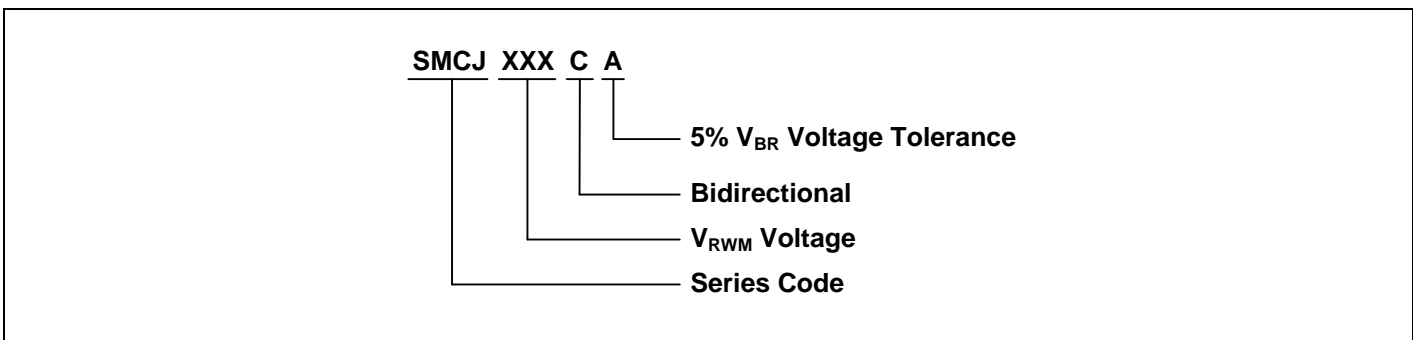 SMCJ XXX C A
5% VBR Voltage Tolerance
Bidirectional
VRWM Voltage
Series Code